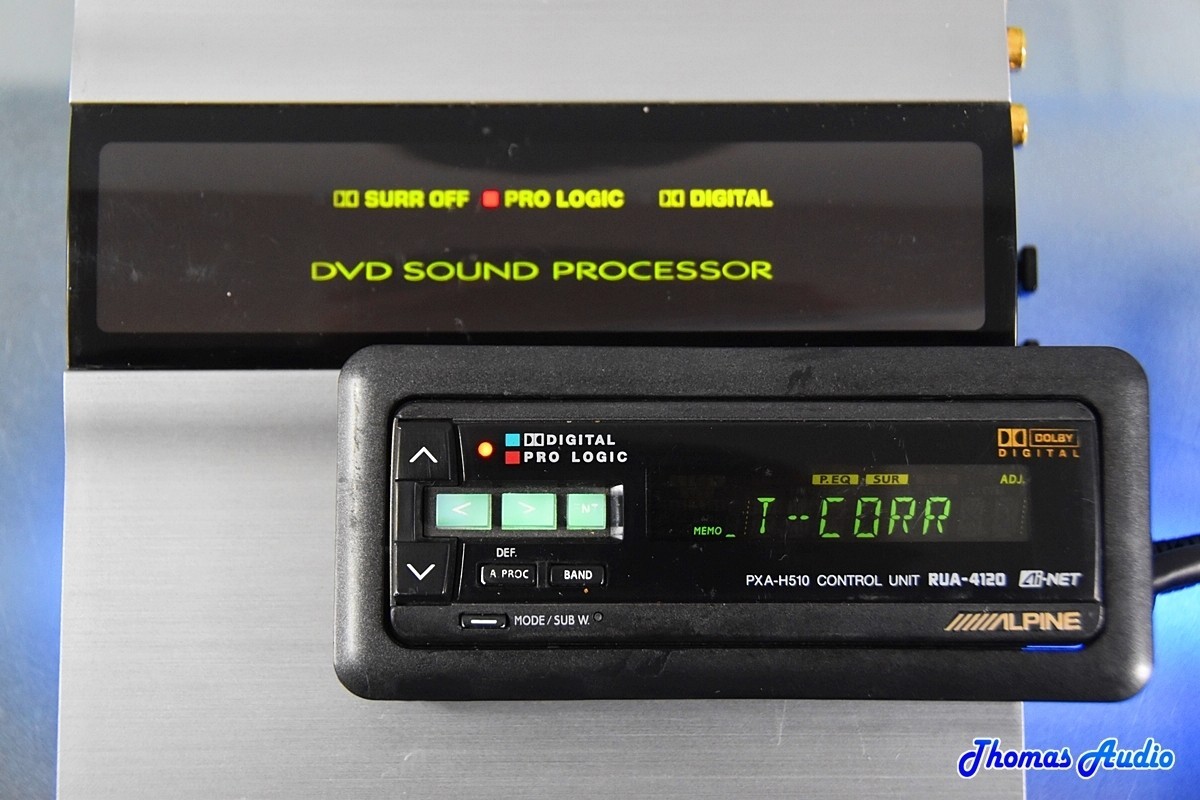 SURR OFF PRO LOGIC DIGITAL
DVD SOUND PROCESSOR
DIGITAL
PRO LOGIC
DOLBY
DIGITAL
P.EQ SUR ADJ.
MEMO _ T-CORR
< >
DEF.
A PROC BAND
PXA-H510 CONTROL UNIT RUA-4120 Ai-NET
MODE / SUB W.
ALPINE
Thomas Audio